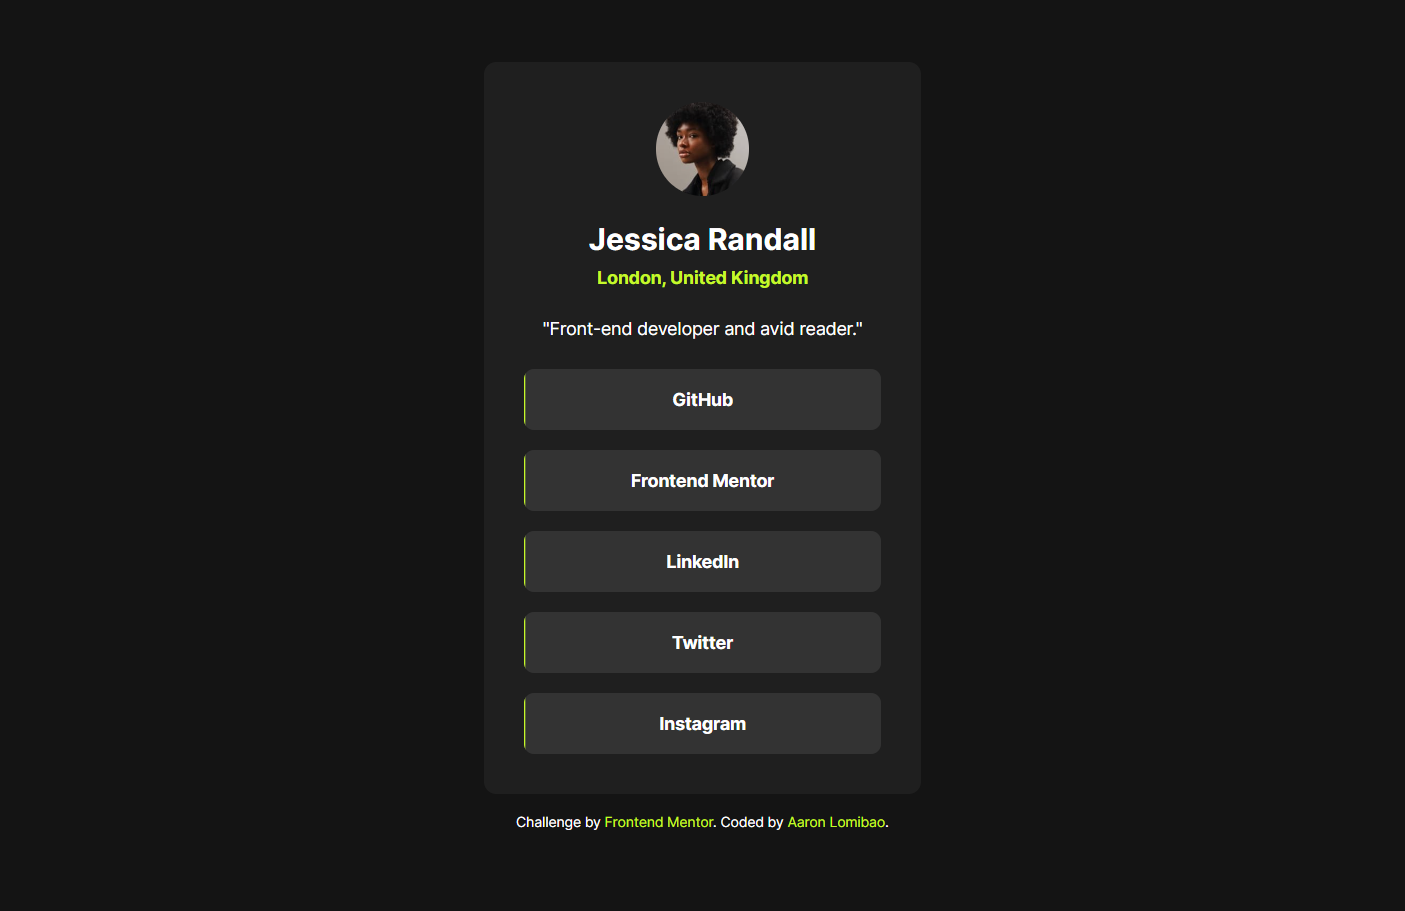 Jessica Randall
London, United Kingdom
"Front-end developer and avid reader."
GitHub
Frontend Mentor
LinkedIn
Twitter
Instagram
Challenge by Frontend Mentor. Coded by Aaron Lomibao.